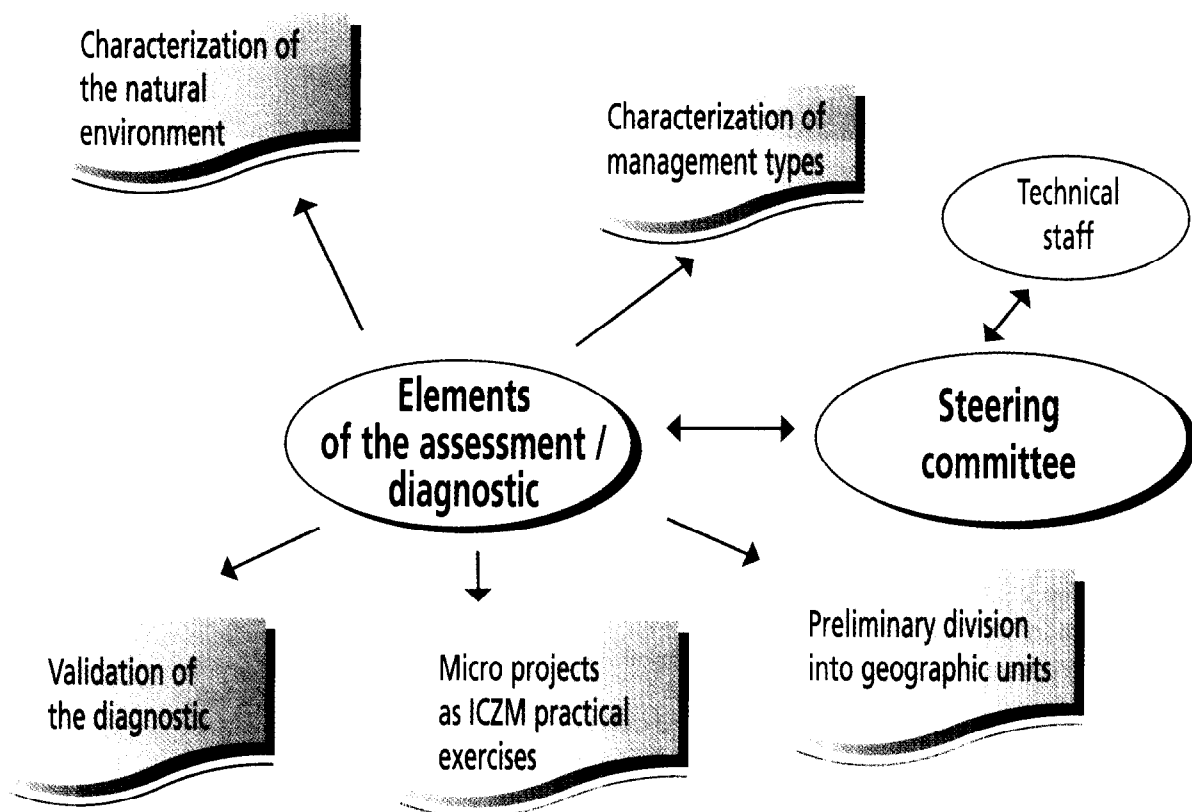 Characterization of
the natural
environment
Characterization of
management types
Technical
staff
Elements
of the assessment /
diagnostic
Steering
committee
Validation of
the diagnostic
Micro projects
as ICZM practical
exercises
Preliminary division
into geographic units